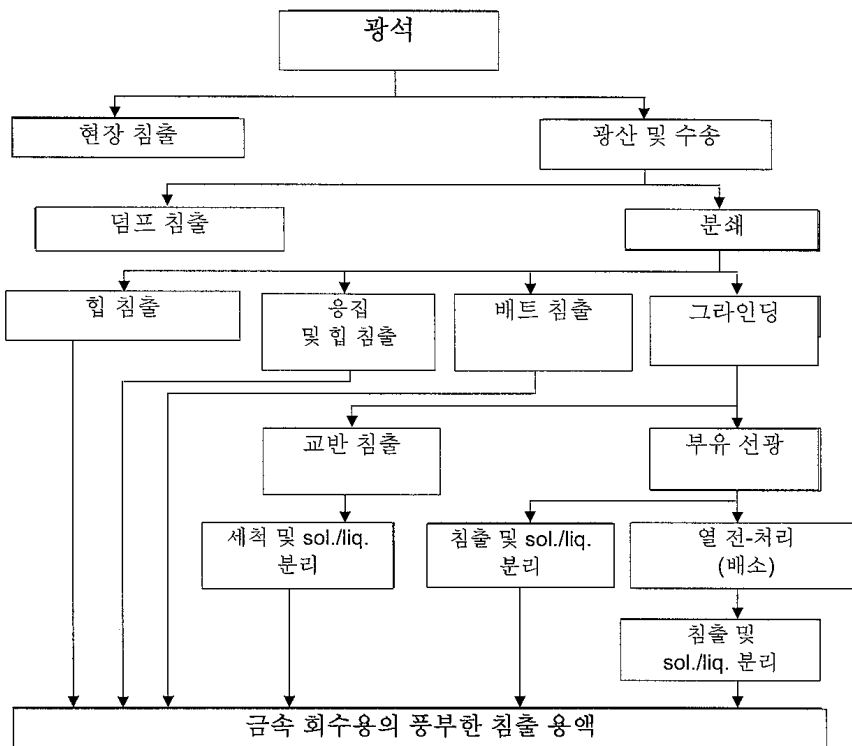 광석
현장 침출
광산 및 수송
덤프 침출
분쇄
힙 침출
응집
및 힙 침출
배트 침출
그라인딩
교반 침출
부유 선광
세척 및 sol./liq.
분리
침출 및 sol./liq.
분리
열 전-처리
(배소)
침출 및
sol./liq. 분리
금속 회수용의 풍부한 침출 용액